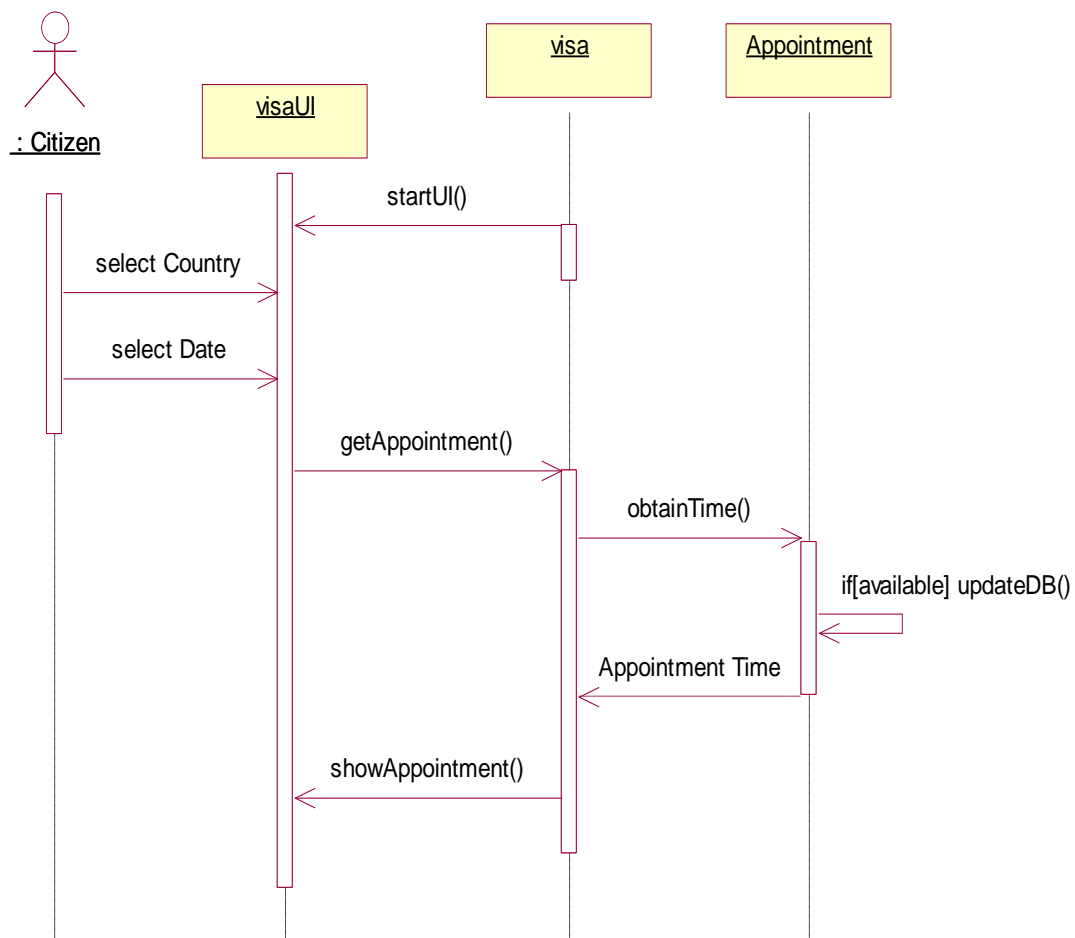 visa
Appointment
visaUI
: Citizen
startUI()
select Country
select Date
getAppointment()
obtainTime()
if[available] updateDB()
Appointment Time
showAppointment()